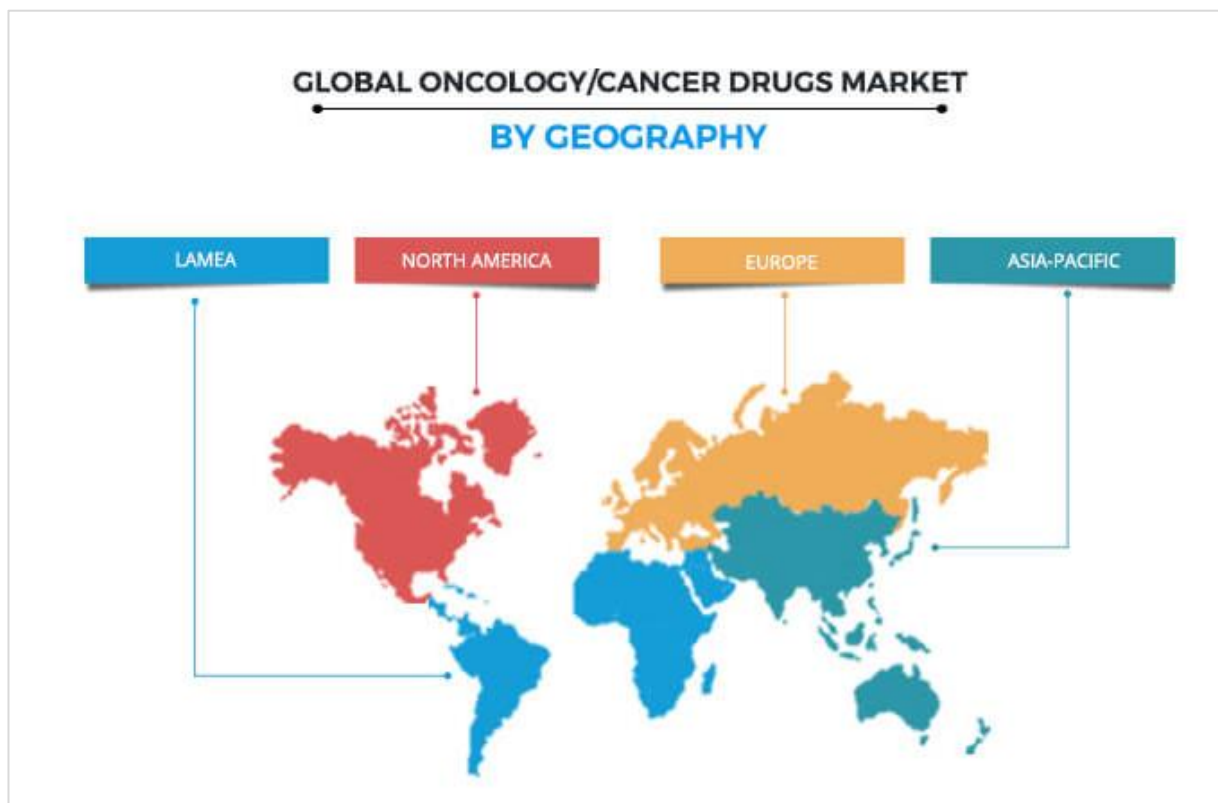 GLOBAL ONCOLOGY/CANCER DRUGS MARKET
BY GEOGRAPHY
LAMEA
NORTH AMERICA
EUROPE
ASIA-PACIFIC